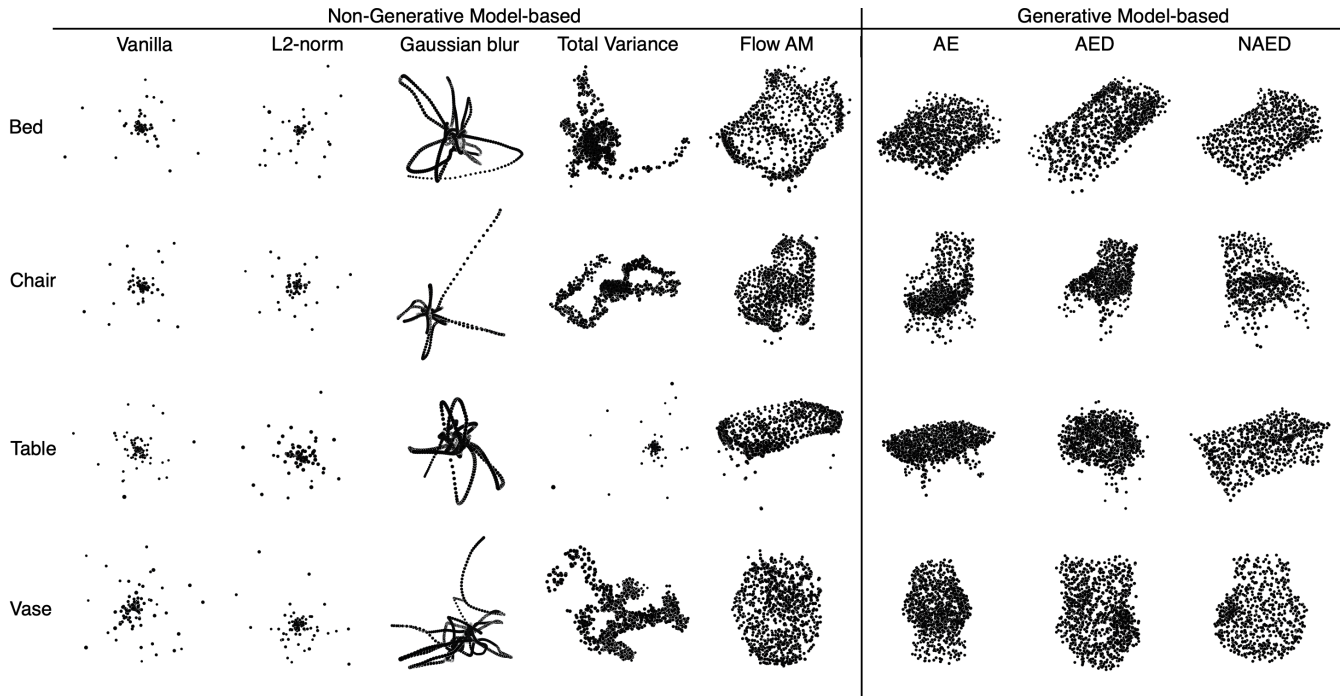 Non-Generative Model-based Generative Model-based
Vanilla L2-norm Gaussian blur Total Variance Flow AM AE AED NAED
Bed
Chair
Table
Vase